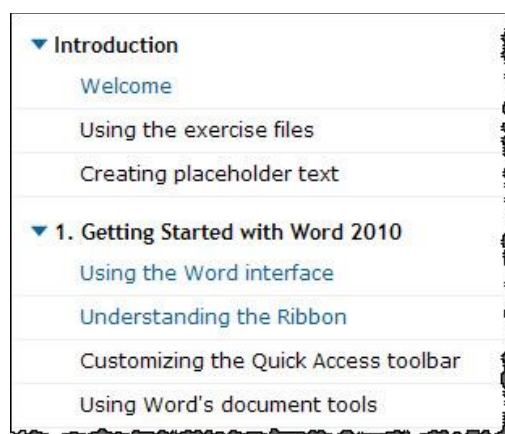 Introduction
Welcome
Using the exercise files
Creating placeholder text
1. Getting Started with Word 2010
Using the Word interface
Understanding the Ribbon
Customizing the Quick Access toolbar
Using Word's document tools